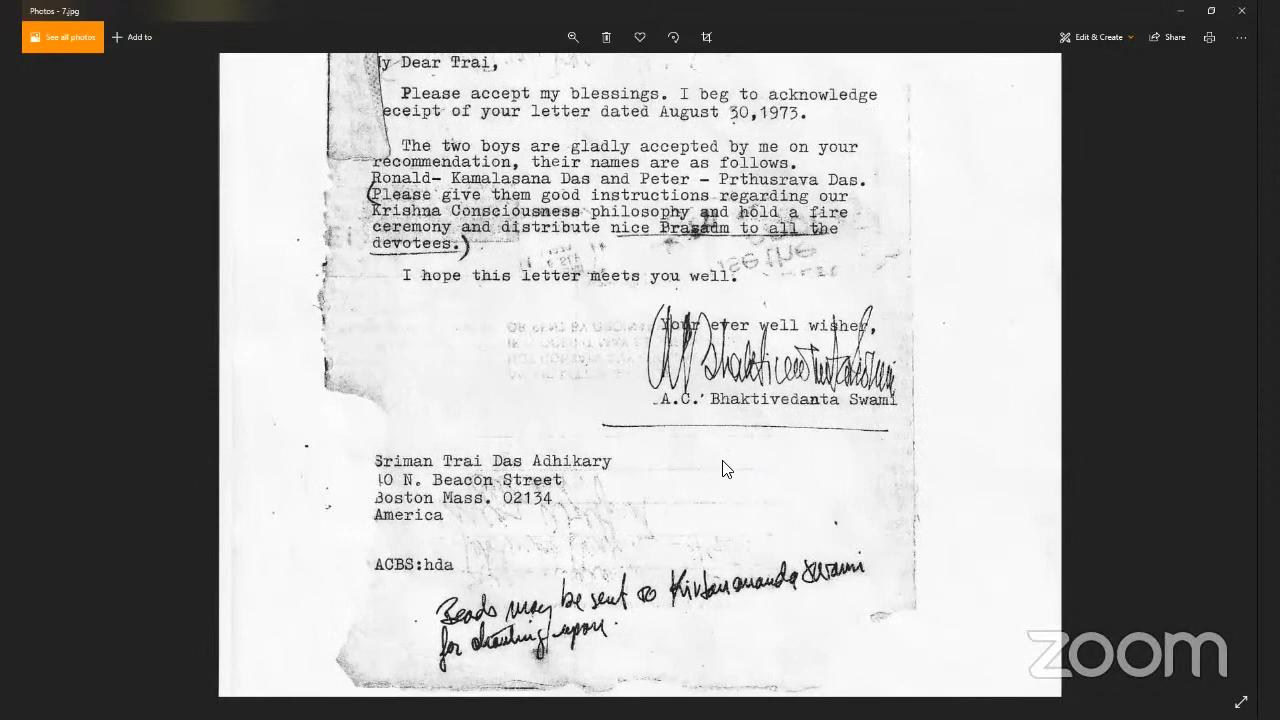 Photos - 7.jpg
See all photos
Add to
Edit & Create
Share
y Dear Trai,
Please accept my blessings. I beg to acknowledge
eceipt of your letter dated August 30,1973.
The two boys are gladly accepted by me on your
recommendation, their names are as follows.
Ronald- Kamalasana Das and Peter - Prthusrava Das.
(Please give them good instructions regarding our
Krishna Consciousness philosophy and hold a fire
ceremony and distribute nice Prasadm to all the
devotees.)
I hope this letter meets you well.
Your ever well wisher,
A.C. Bhaktivedanta Swami
A.C. Bhaktivedanta Swami
Sriman Trai Das Adhikary
40 N. Beacon Street
Boston Mass. 02134
America
ACBS:hda
Beads may be sent to Kirtanananda Swami
for chanting upon.
zoom